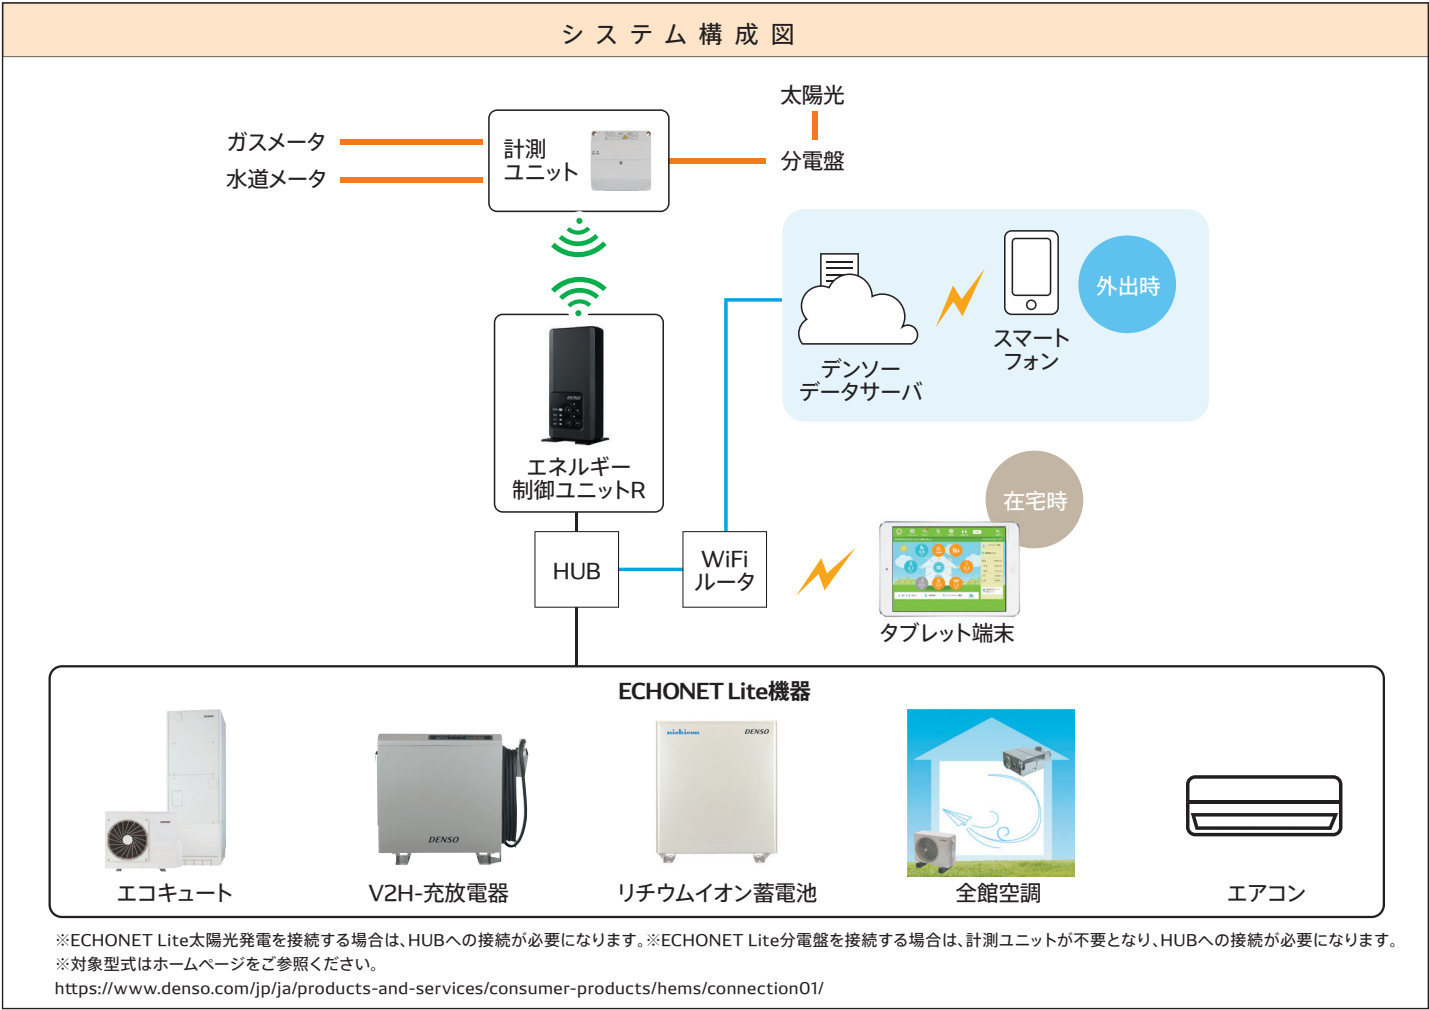 システム構成図
太陽光
ガスメータ
計測
ユニット
分電盤
水道メータ
外出時
スマート
フォン
デンソー
データサーバ
DENSO
エネルギー
制御ユニットR
在宅時
HUB
WiFi
ルータ
タブレット端末
ECHONET Lite機器
nichicon
DENSO
DENSO
エコキュート
V2H-充放電器
リチウムイオン蓄電池
全館空調
エアコン
※ECHONET Lite太陽光発電を接続する場合は、HUBへの接続が必要になります。※ECHONET Lite分電盤を接続する場合は、計測ユニットが不要となり、HUBへの接続が必要になります。
※対象型式はホームページをご参照ください。
https://www.denso.com/jp/ja/products-and-services/consumer-products/hems/connection01/